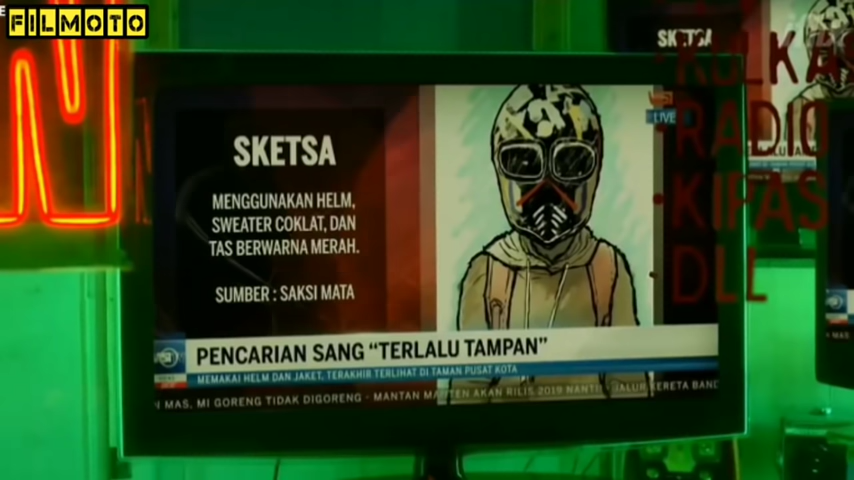 FILMOTO
SKETSA
MENGGUNAKAN HELM,
SWEATER COKLAT, DAN
TAS BERWARNA MERAH.
SUMBER : SAKSI MATA
LIVE
PENCARIAN SANG “TERLALU TAMPAN”
MEMAKAI HELM DAN JAKET, TERAKHIR TERLIHAT DI TAMAN PUSAT KOTA
N MAS, MI GORENG TIDAK DIGORENG - MANTAN MANTEN AKAN RILIS 2019 NANTI - JALUR KERETA BAND
SKETSA
• KULKAS
• RADIO
• KIPAS
• DLL